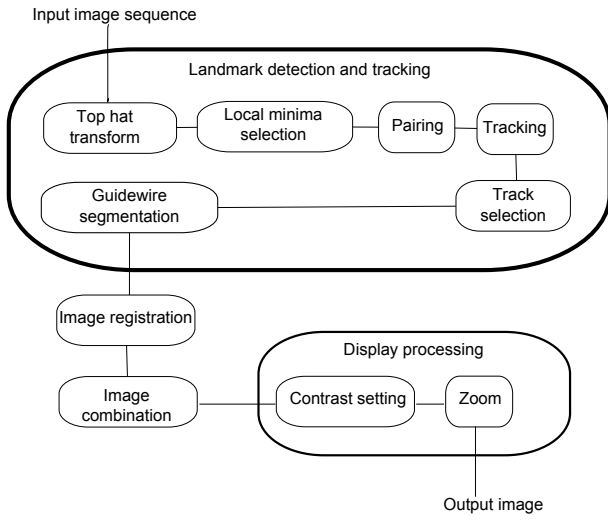 Input image sequence
Landmark detection and tracking
Top hat
transform
Local minima
selection
Pairing
Tracking
Track
selection
Guidewire
segmentation
Image registration
Image
combination
Display processing
Contrast setting
Zoom
Output image